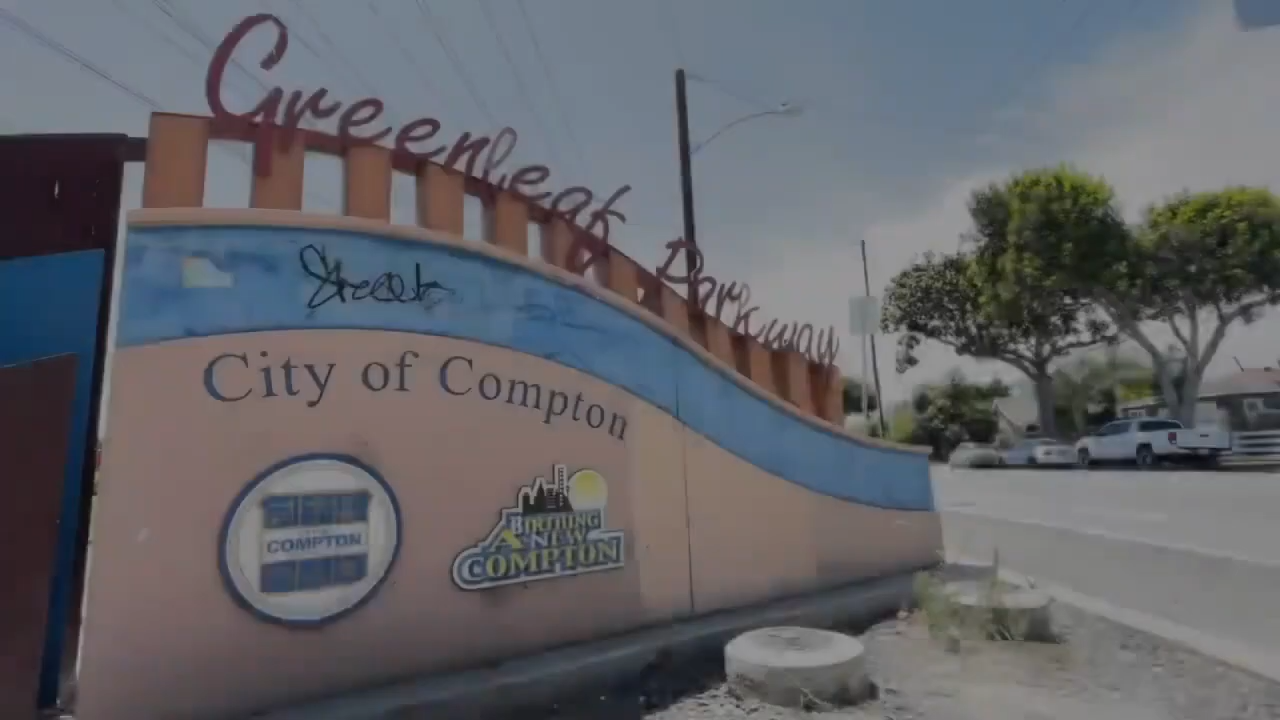 Greenleaf Parkway
City of Compton
COMPTON
BIRTHING
A NEW
COMPTON